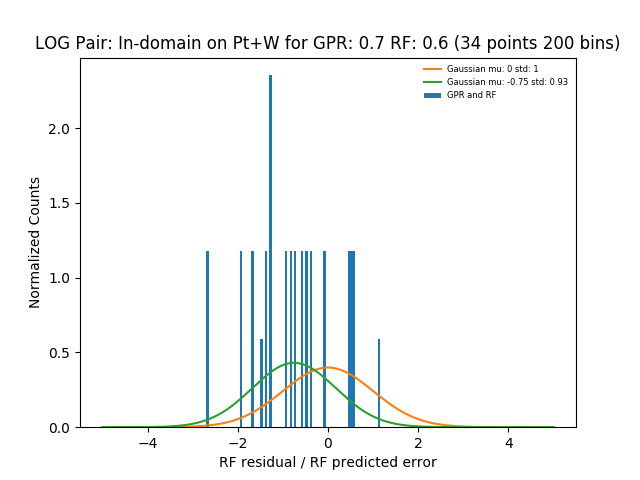 LOG Pair: In-domain on Pt+W for GPR: 0.7 RF: 0.6 (34 points 200 bins)
Gaussian mu: 0 std: 1
Gaussian mu: -0.75 std: 0.93
GPR and RF
Normalized Counts
2.0
1.5
1.0
0.5
0.0
−4 −2 0 2 4
RF residual / RF predicted error